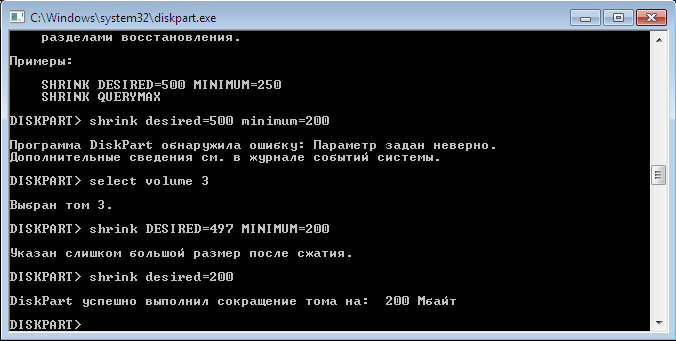 C:\Windows\system32\diskpart.exe
разделами восстановления.
Примеры:
SHRINK DESIRED=500 MINIMUM=250
SHRINK QUERYMAX
DISKPART> shrink desired=500 minimum=200
Программа DiskPart обнаружила ошибку: Параметр задан неверно.
Дополнительные сведения см. в журнале событий системы.
DISKPART> select volume 3
Выбран том 3.
DISKPART> shrink DESIRED=497 MINIMUM=200
Указан слишком большой размер после сжатия.
DISKPART> shrink desired=200
DiskPart успешно выполнил сокращение тома на:  200 Mбайт
DISKPART>